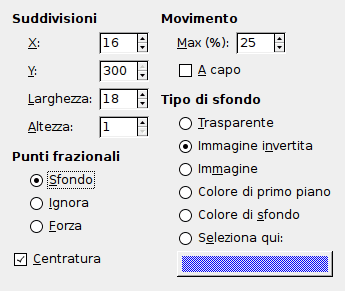 Suddivisioni
X: 16
Y: 300
Larghezza: 18
Altezza: 1
Punti frazionali
Sfondo
Ignora
Forza
Centratura
Movimento
Max (%): 25
A capo
Tipo di sfondo
Trasparente
Immagine invertita
Immagine
Colore di primo piano
Colore di sfondo
Seleziona qui: